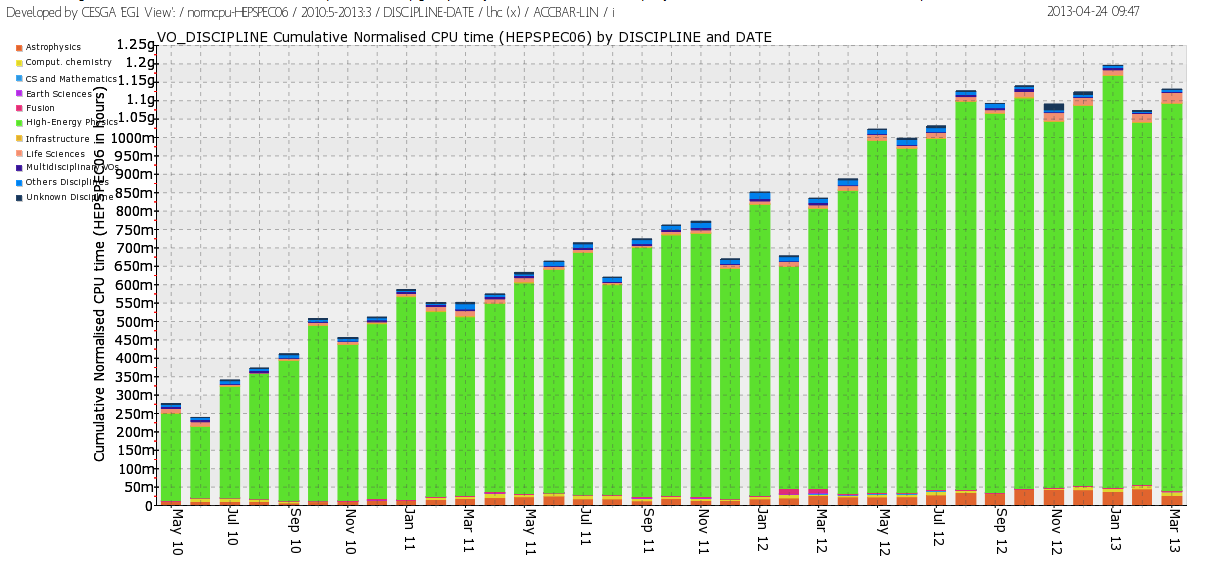 Developed by CESGA 'EGI View': / normcpu-HEPSPEC06 / 2010:5-2013:3 / DISCIPLINE-DATE / lhc (x) / ACCBAR-LIN / i
2013-04-24 09:47
VO_DISCIPLINE Cumulative Normalised CPU time (HEPSPEC06) by DISCIPLINE and DATE
Astrophysics
Comput. chemistry
CS and Mathematics
Earth Sciences
Fusion
High-Energy Physics
Infrastructure
Life Sciences
Multidisciplinary VOs
Others Disciplines
Unknown Discipline
Cumulative Normalised CPU time (HEPSPEC06 in hours)
1.25g
1.2g
1.15g
1.1g
1.05g
1000m
950m
900m
850m
800m
750m
700m
650m
600m
550m
500m
450m
400m
350m
300m
250m
200m
150m
100m
50m
0
May 10
Jul 10
Sep 10
Nov 10
Jan 11
Mar 11
May 11
Jul 11
Sep 11
Nov 11
Jan 12
Mar 12
May 12
Jul 12
Sep 12
Nov 12
Jan 13
Mar 13